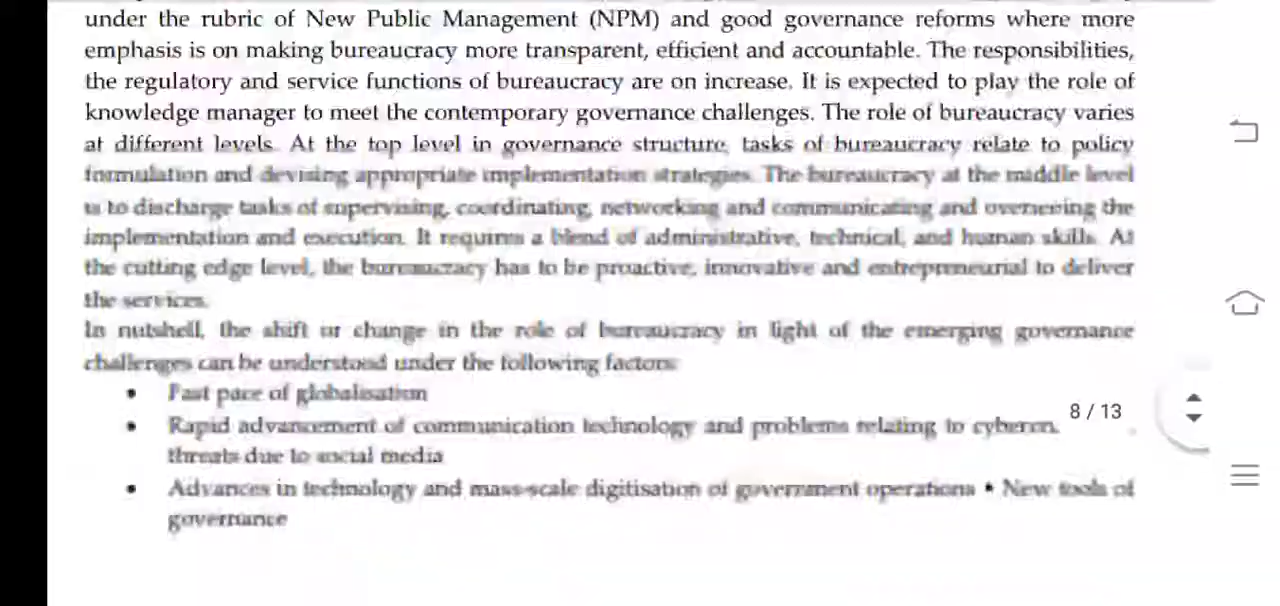 under the rubric of New Public Management (NPM) and good governance reforms where more
emphasis is on making bureaucracy more transparent, efficient and accountable. The responsibilities,
the regulatory and service functions of bureaucracy are on increase. It is expected to play the role of
knowledge manager to meet the contemporary governance challenges. The role of bureaucracy varies
at different levels. At the top level in governance structure, tasks of bureaucracy relate to policy
formulation and devising appropriate implementation strategies. The bureaucracy at the middle level
is to discharge tasks of supervising, coordinating, networking and communicating and overseeing the
implementation and execution. It requires a blend of administrative, technical, and human skills. At
the cutting edge level, the bureaucracy has to be proactive, innovative and entrepreneurial to deliver
the services.
In nutshell, the shift or change in the role of bureaucracy in light of the emerging governance
challenges can be understood under the following factors
• Fast pace of globalisation
• Rapid advancement of communication technology and problems relating to
8 / 13
threats due to social media
• Advances in technology and mass-scale digitisation of government operations • New tools of
governance